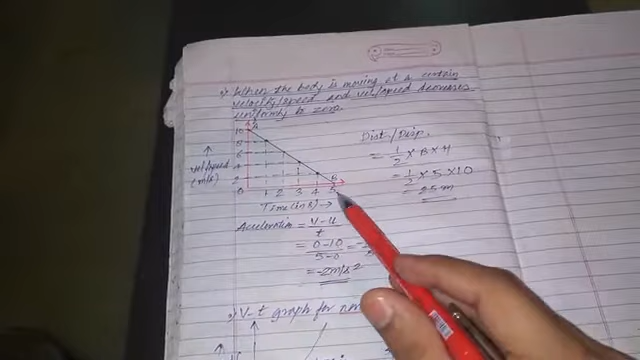 When the body is moving at a certain
velocity/speed and vel/speed decreases
uniformly to zero.
10 A
8
6
4
2
0 1 2 3 4 5
B
Vel/speed
(m/s)
Time (in s) →
Dist./Disp.
= 1/2 × B × H
= 1/2 × 5 × 10
= 25 m
Acceleration = v - u / t
= 0 - 10 / 5 - 0 =
= -2 m/s²
V-t graph for